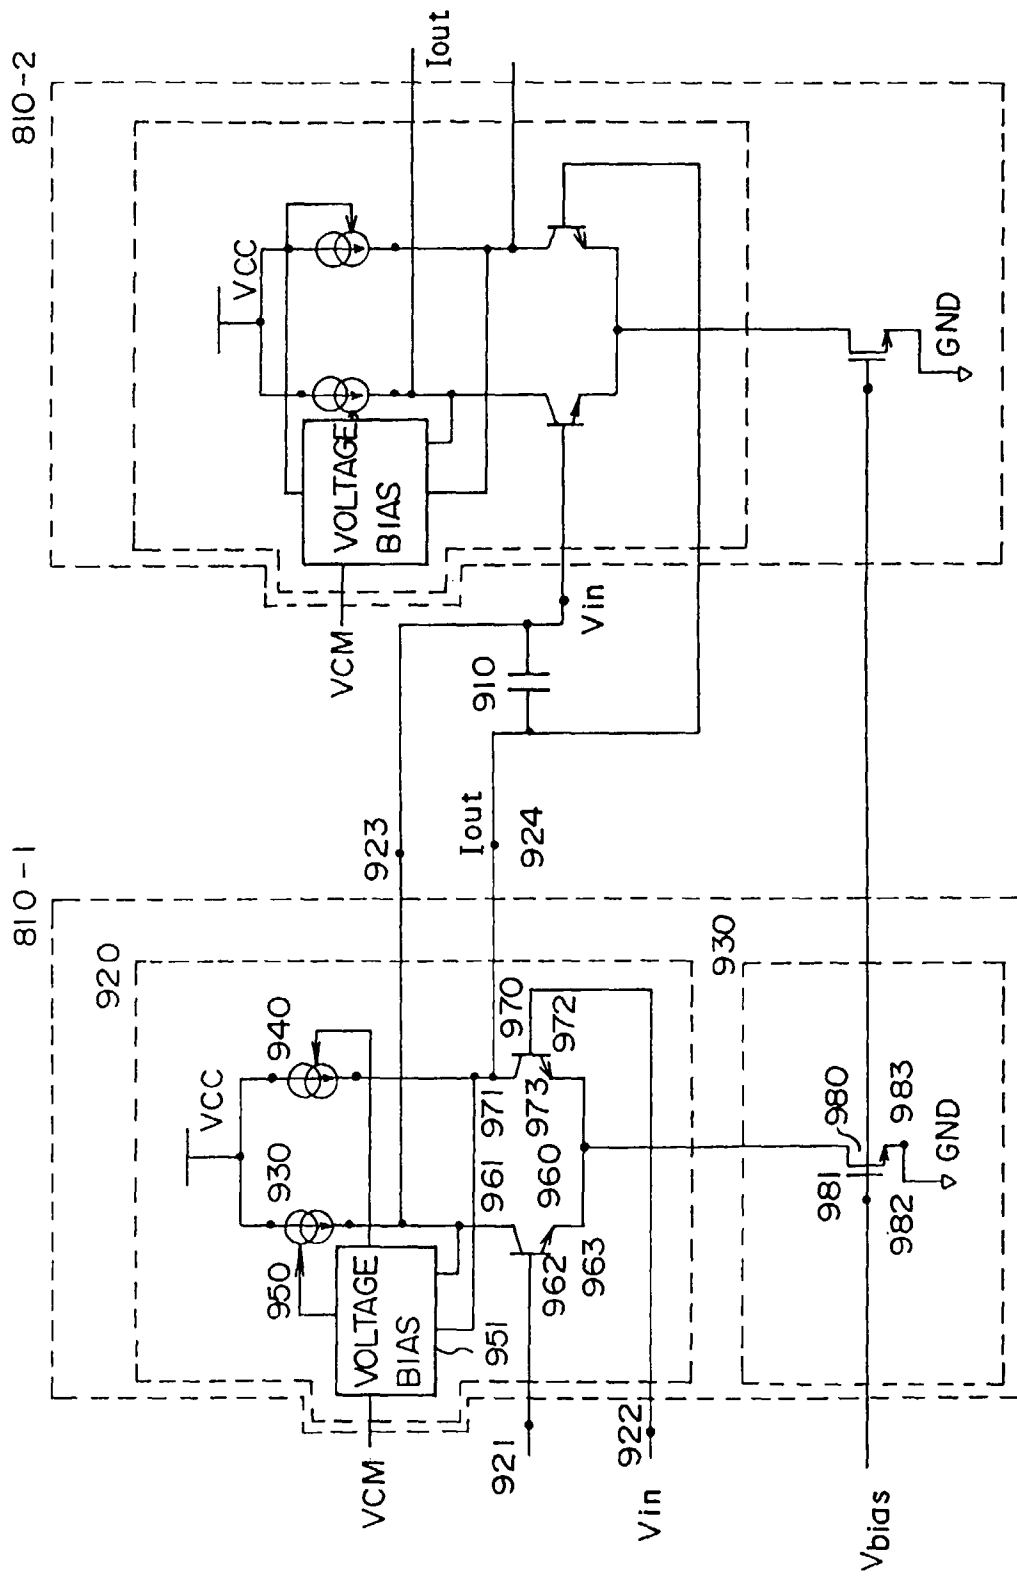 810-1
920
VCC
930
940
950
VOLTAGE
BIAS
951
VCM
961
971
970
972
973
960
962
963
921
922
Vin
923
Iout
924
910
930
980
981
982
983
GND
Vbias
810-2
VCC
VOLTAGE
BIAS
VCM
Vin
Iout
GND